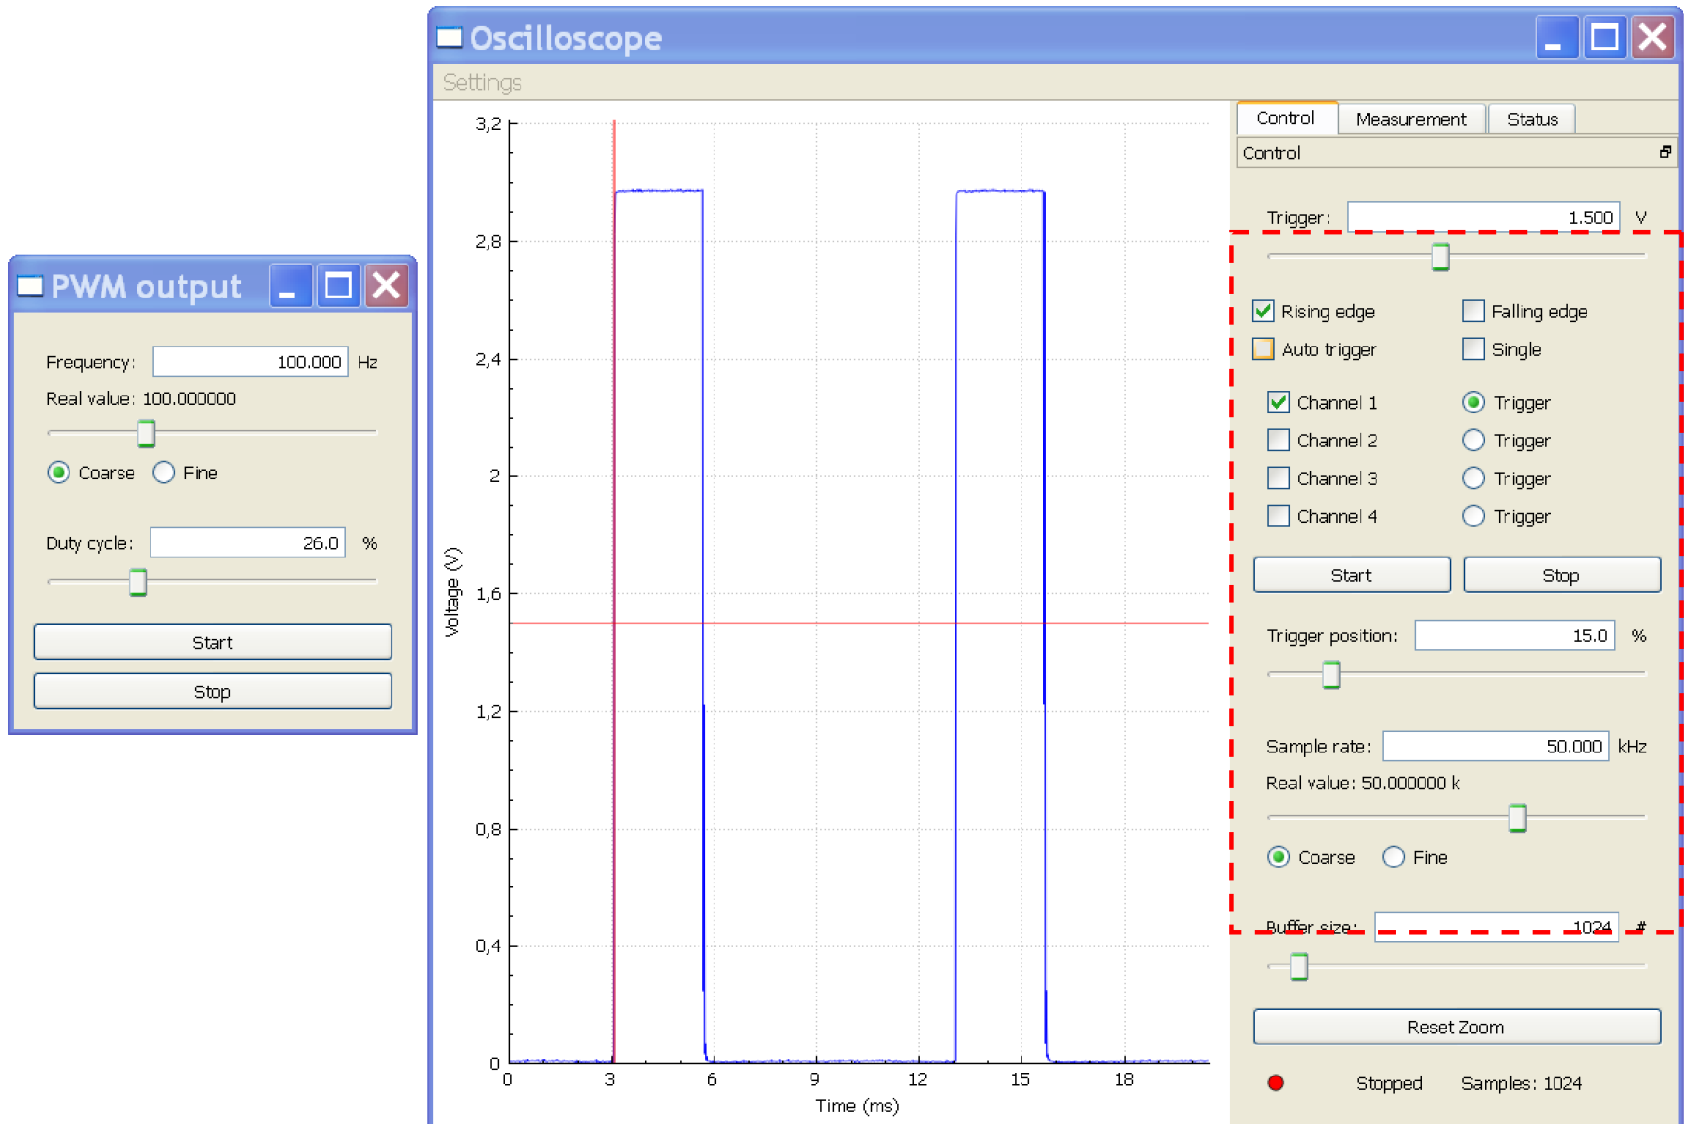 PWM output
Frequency: 100.000 Hz
Real value: 100.000000
Coarse Fine
Duty cycle: 26.0 %
Start
Stop
Oscilloscope
Settings
3,2
2,8
2,4
2
1,6
1,2
0,8
0,4
0
Voltage (V)
0 3 6 9 12 15 18
Time (ms)
Control Measurement Status
Control
Trigger: 1.500 V
Rising edge Falling edge
Auto trigger Single
Channel 1 Trigger
Channel 2 Trigger
Channel 3 Trigger
Channel 4 Trigger
Start Stop
Trigger position: 15.0 %
Sample rate: 50.000 kHz
Real value: 50.000000 k
Coarse Fine
Buffer size: 1024 #
Reset Zoom
Stopped Samples: 1024